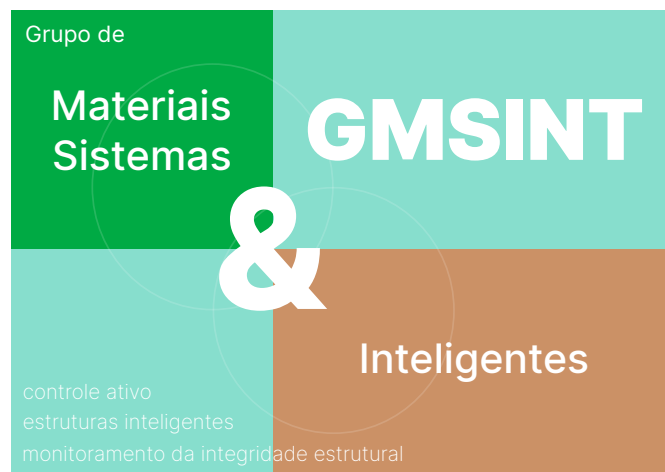 Grupo de
Materiais
Sistemas
GMSINT
&
Inteligentes
controle ativo
estruturas inteligentes
monitoramento da integridade estrutural